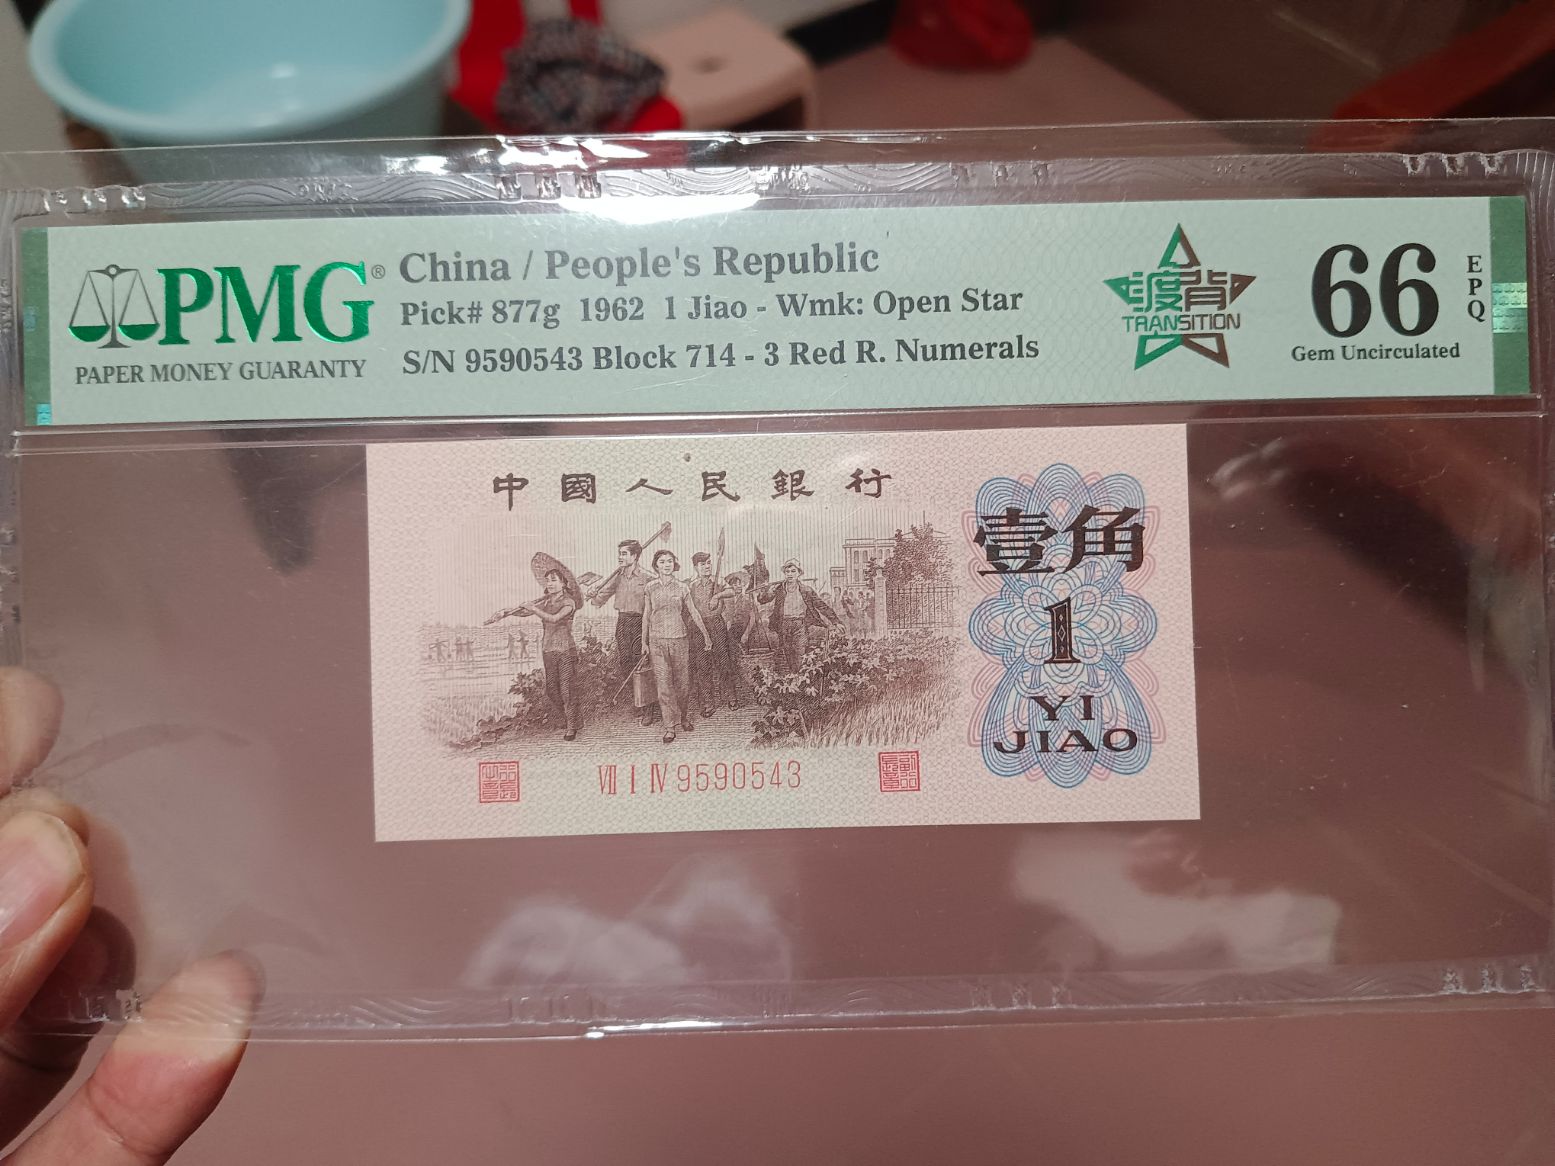 PMG®
PAPER MONEY GUARANTY
China / People's Republic
Pick# 877g 1962 1 Jiao - Wmk: Open Star
S/N 9590543 Block 714 - 3 Red R. Numerals
渡背
TRANSITION
66
EPQ
Gem Uncirculated
中國人民銀行
壹角
1
YI
JIAO
Ⅶ Ⅰ Ⅳ 9590543